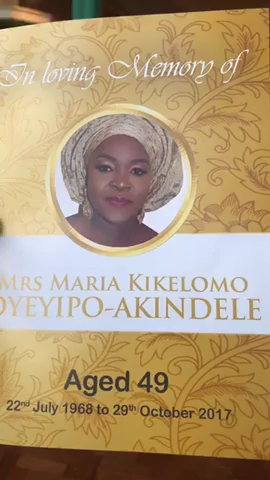 In loving Memory of
MRS MARIA KIKELOMO
OYEYIPO-AKINDELE
Aged 49
22nd July 1968 to 29th October 2017